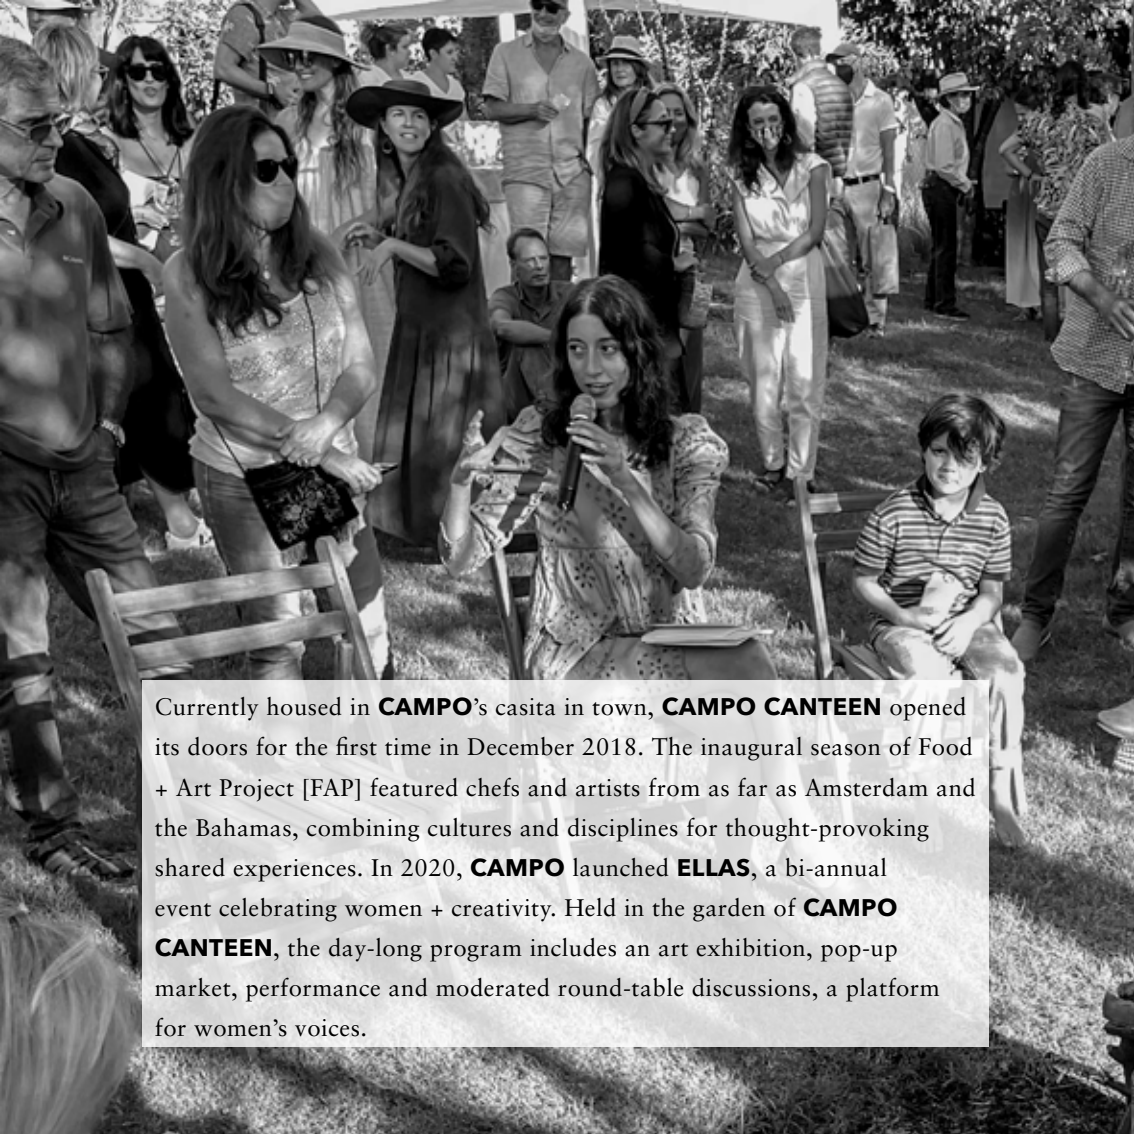 Currently housed in CAMPO’s casita in town, CAMPO CANTEEN opened
its doors for the first time in December 2018. The inaugural season of Food
+ Art Project [FAP] featured chefs and artists from as far as Amsterdam and
the Bahamas, combining cultures and disciplines for thought-provoking
shared experiences. In 2020, CAMPO launched ELLAS, a bi-annual
event celebrating women + creativity. Held in the garden of CAMPO
CANTEEN, the day-long program includes an art exhibition, pop-up
market, performance and moderated round-table discussions, a platform
for women’s voices.